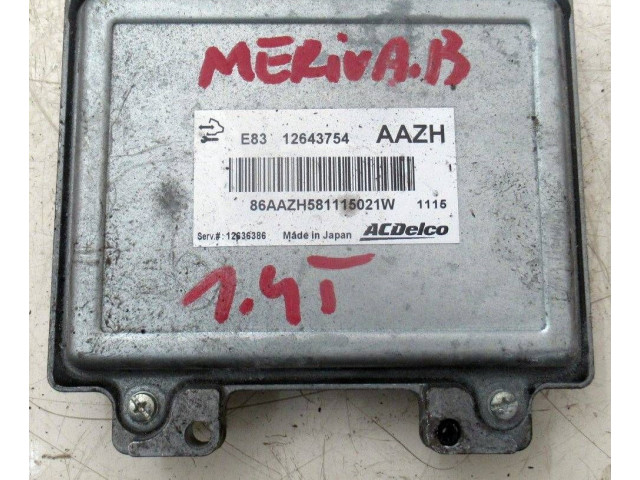 MERIVA.B
E83 12643754 AAZH
86AAZH581115021W 1115
Serv.#: 12636386 Made in Japan ACDelco
1.4T